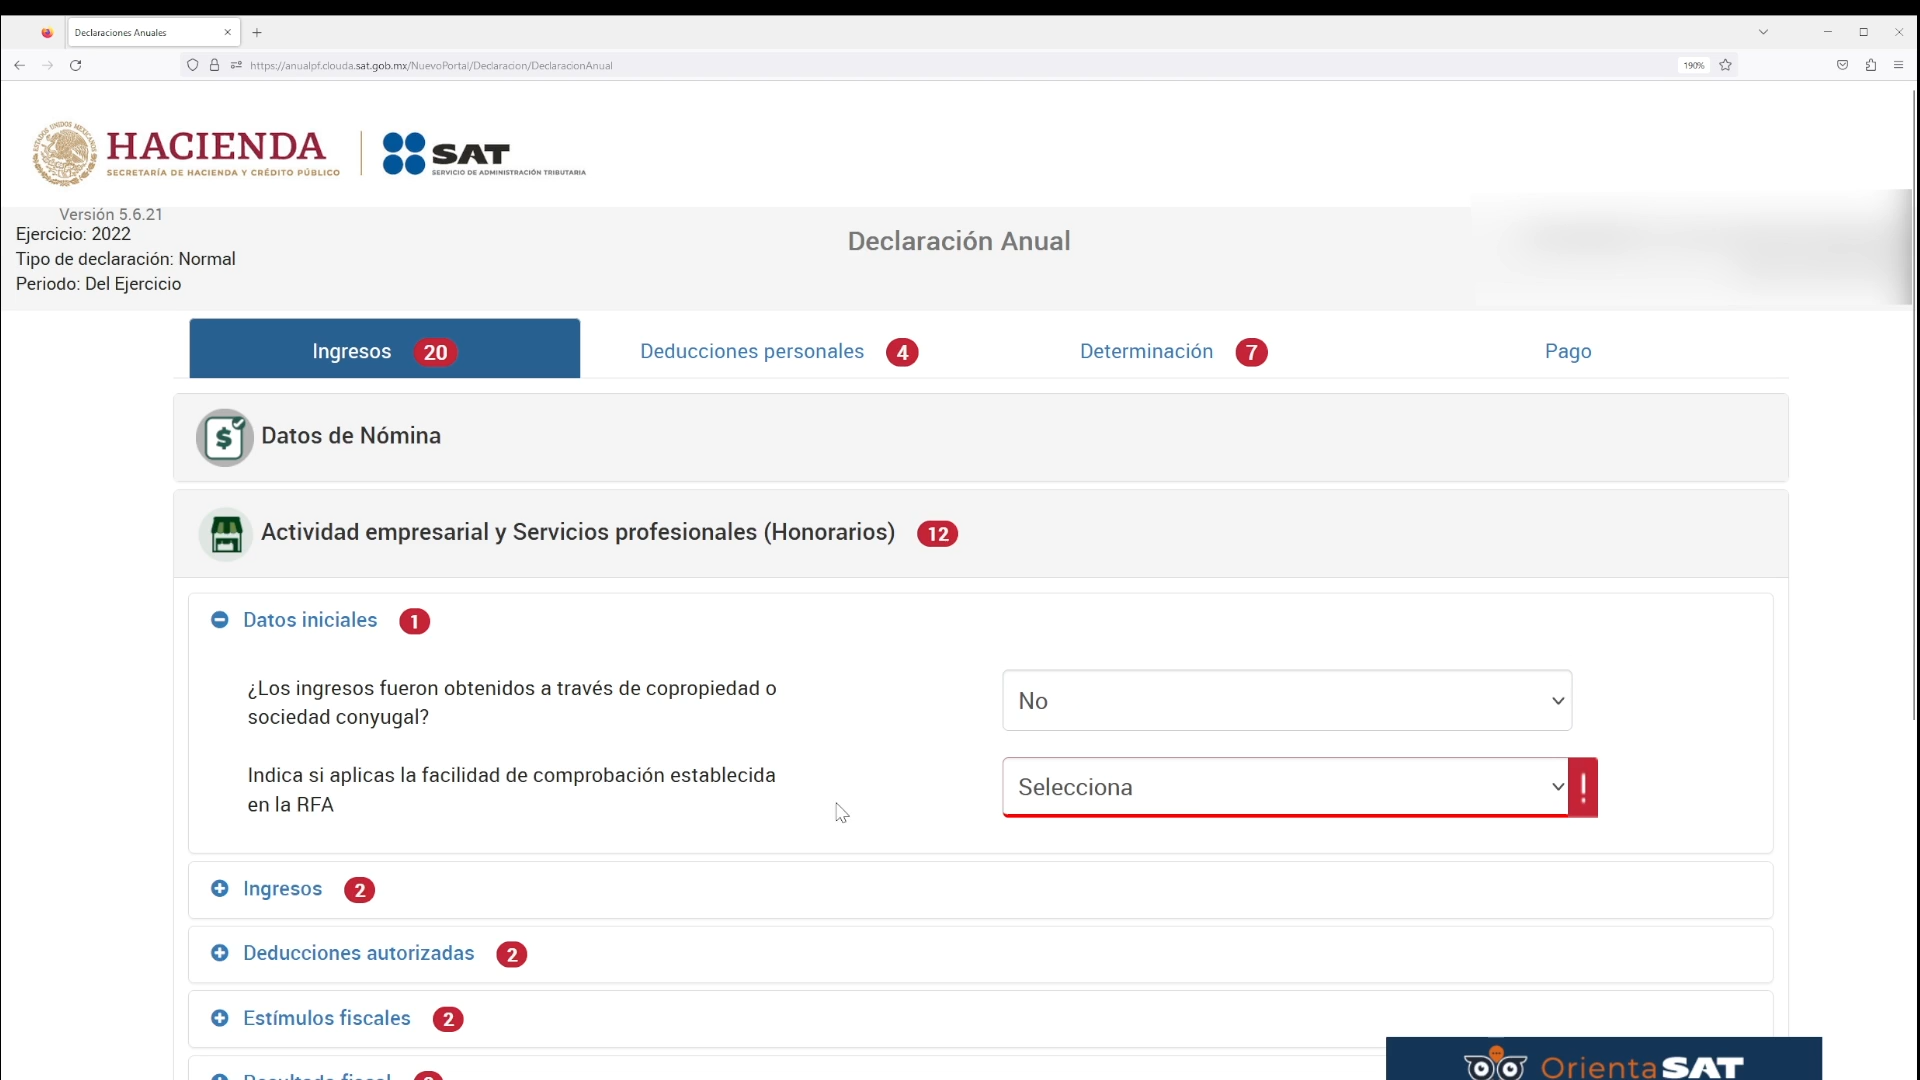 Declaraciones Anuales
https://anualpf.clouda.sat.gob.mx/NuevoPortal/Declaracion/DeclaracionAnual
190%
HACIENDA
SECRETARÍA DE HACIENDA Y CRÉDITO PÚBLICO
SAT
SERVICIO DE ADMINISTRACIÓN TRIBUTARIA
Versión 5.6.21
Ejercicio: 2022
Tipo de declaración: Normal
Periodo: Del Ejercicio
Declaración Anual
Ingresos 20
Deducciones personales 4
Determinación 7
Pago
Datos de Nómina
Actividad empresarial y Servicios profesionales (Honorarios) 12
Datos iniciales 1
¿Los ingresos fueron obtenidos a través de copropiedad o
sociedad conyugal?
No
Indica si aplicas la facilidad de comprobación establecida
en la RFA
Selecciona !
Ingresos 2
Deducciones autorizadas 2
Estímulos fiscales 2
Resultado fiscal
OrientaSAT